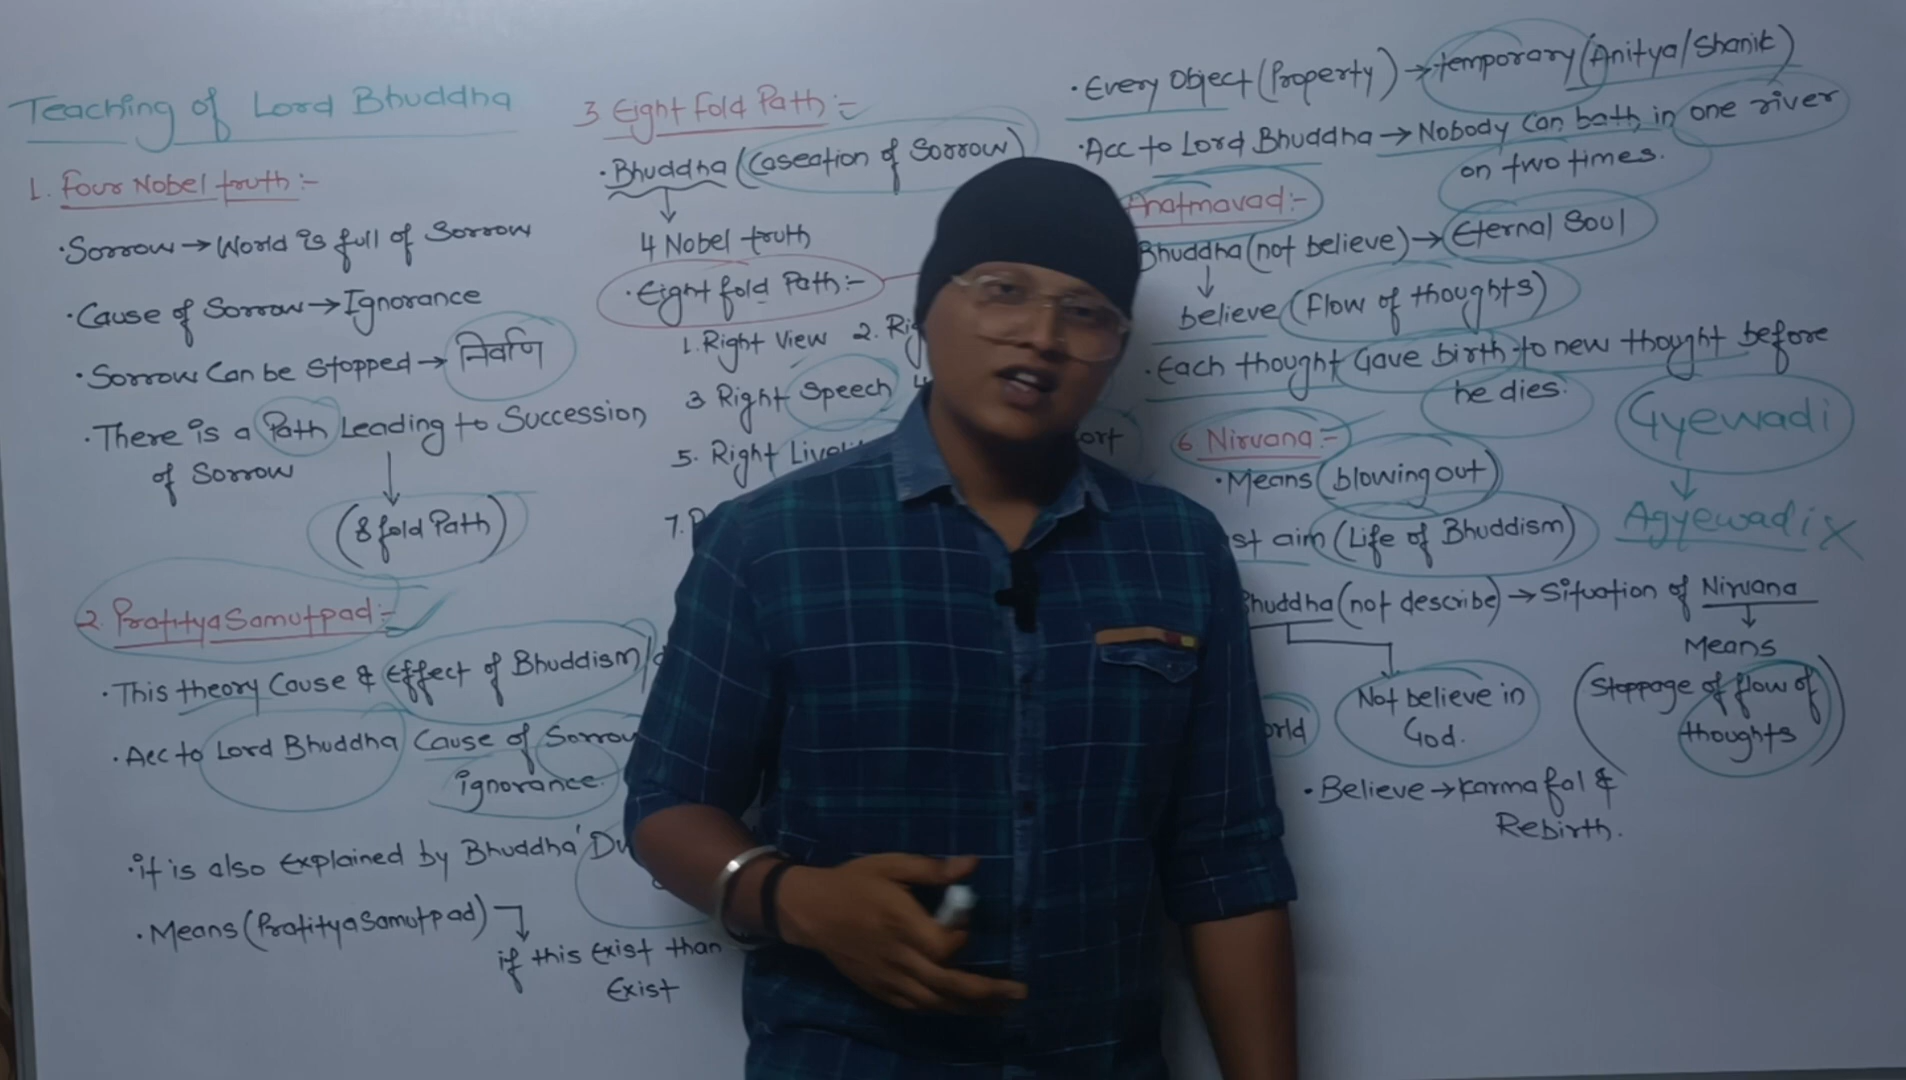 Teaching of Lord Bhuddha
1. Four Nobel truth:-
·Sorrow→World is full of Sorrow
·Cause of Sorrow→Ignorance
·Sorrow Can be Stopped→निर्वाण
·There is a Path Leading to Succession
of Sorrow
(8 fold Path)
2. PratityaSamutpad:-
·This theory Cause & Effect of Bhuddism
·Acc to Lord Bhuddha Cause of Sorrow
ignorance.
·it is also Explained by Bhuddha
·Means (PratityaSamutpad)
if this Exist than
Exist
3 Eight fold Path:-
·Bhuddha (Caseation of Sorrow)
4 Nobel truth
·Eight fold Path:-
1.Right View 2.
3 Right Speech
5. Right
7.
·Every Object (Property)→temporary (Anitya/Shanik)
·Acc to Lord Bhuddha→Nobody Can bath in one river
on two times.
Anatmavad:-
Bhuddha (not believe)→Eternal Soul
believe (Flow of thoughts)
·Each thought Gave birth to new thought before
he dies.
6 Nirvana:-
·Means (blowing out)
aim (Life of Bhuddism)
Bhuddha (not describe)→Situation of Nirvana
Means
(Stoppage of flow of
thoughts)
Not believe in
God.
·Believe→Karmafal &
Rebirth.
Gyewadi
Agyewadi X